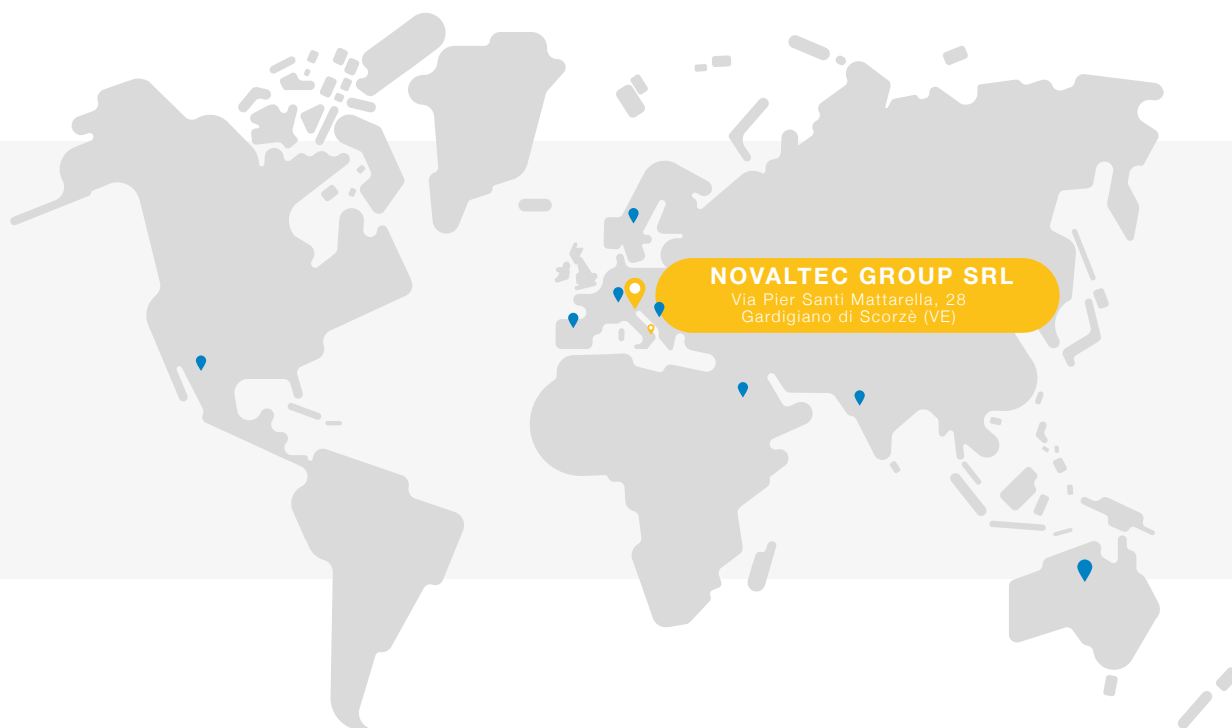 NOVALTEC GROUP SRL
Via Pier Santi Mattarella, 28
Gardigiano di Scorzè (VE)